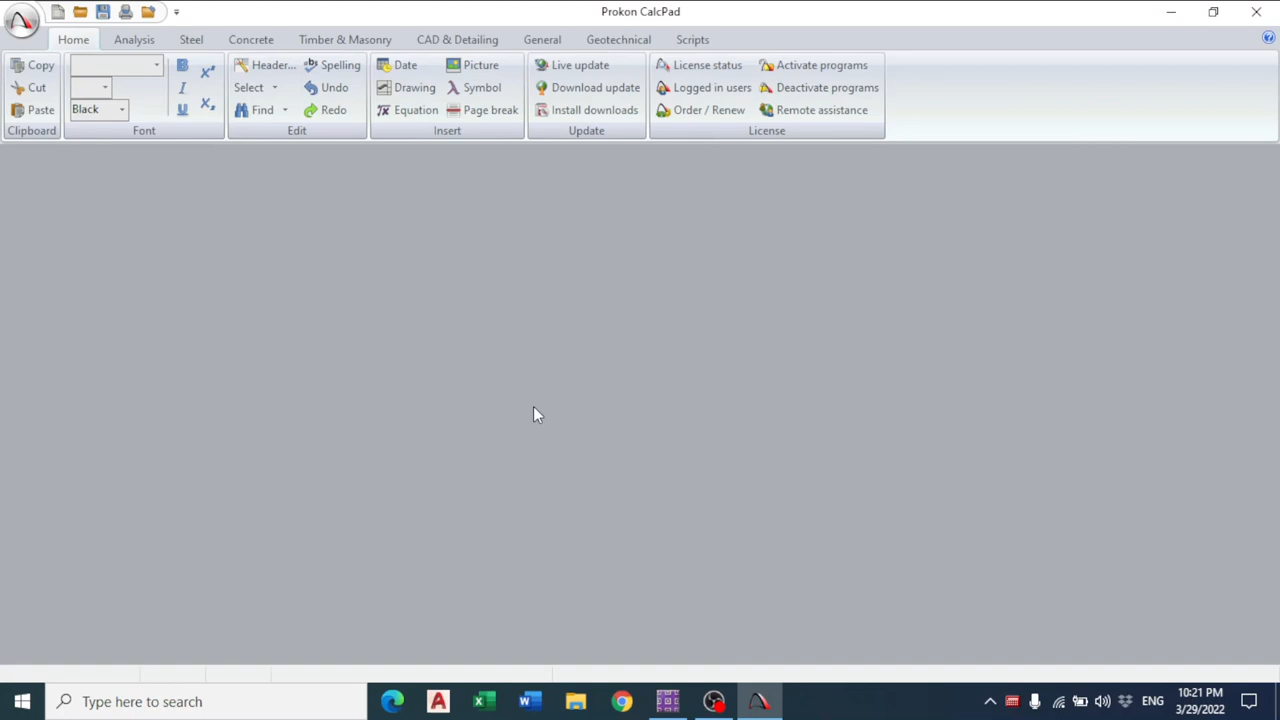 Prokon CalcPad
Home Analysis Steel Concrete Timber & Masonry CAD & Detailing General Geotechnical Scripts
Copy Header... Spelling Date Picture Live update License status Activate programs
Cut Select Undo Drawing Symbol Download update Logged in users Deactivate programs
Paste Black Find Redo Equation Page break Install downloads Order / Renew Remote assistance
Clipboard Font Edit Insert Update License
Type here to search ENG 10:21 PM
3/29/2022